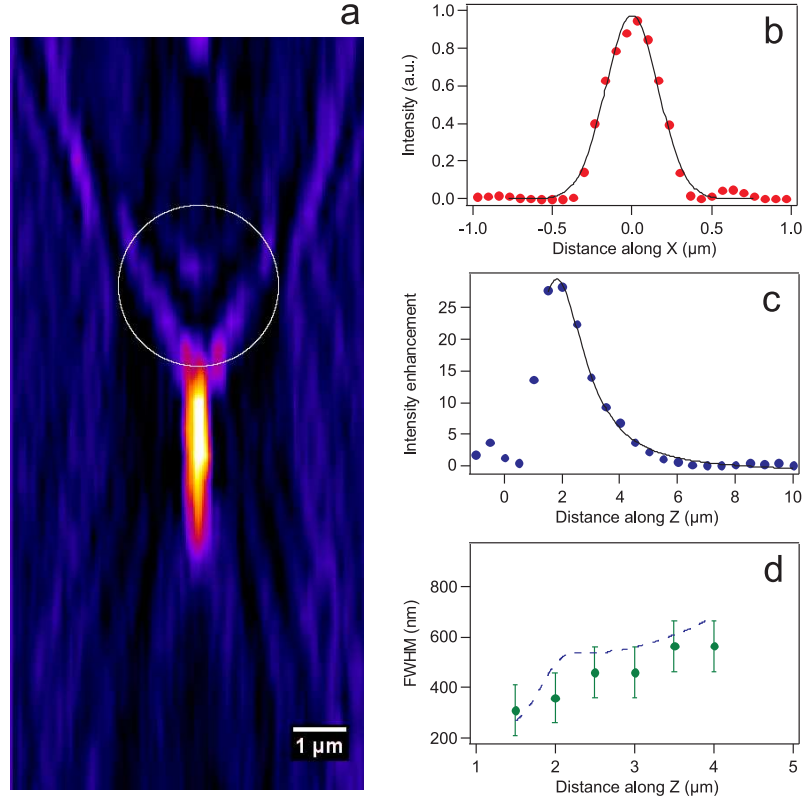 a
1 µm
b
Intensity (a.u.)
1.0
0.8
0.6
0.4
0.2
0.0
-1.0 -0.5 0.0 0.5 1.0
Distance along X (µm)
c
Intensity enhancement
25
20
15
10
5
0
0 2 4 6 8 10
Distance along Z (µm)
d
FWHM (nm)
800
600
400
200
1 2 3 4 5
Distance along Z (µm)